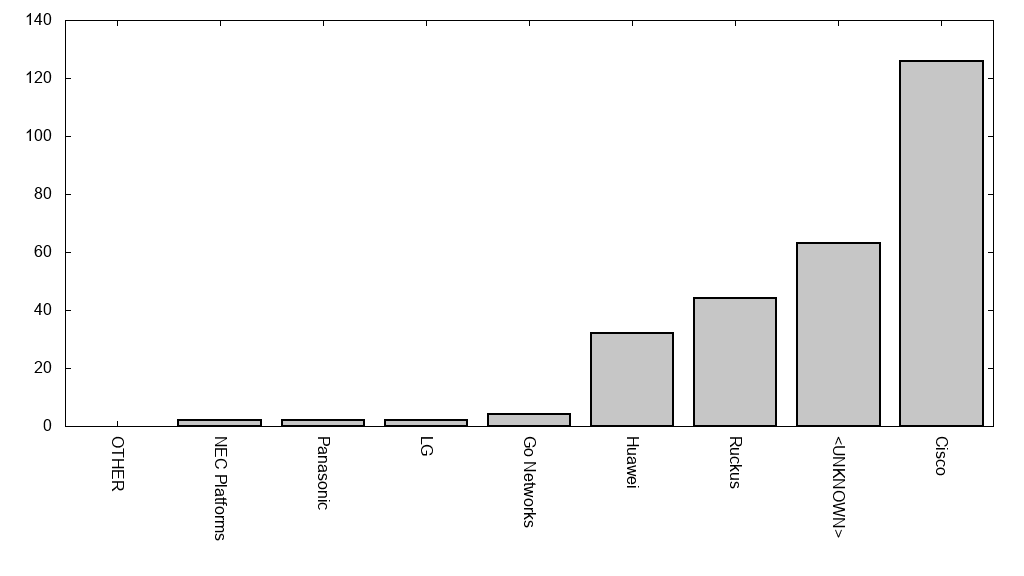 140
120
100
80
60
40
20
0
OTHER
NEC Platforms
Panasonic
LG
Go Networks
Huawei
Ruckus
<UNKNOWN>
Cisco